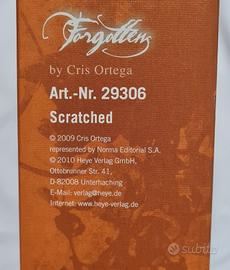 Forgotten
by Cris Ortega
Art.-Nr. 29306
Scratched
© 2009 Cris Ortega
represented by Norma Editorial S.A.
© 2010 Heye Verlag GmbH,
Ottobrunner Str. 41,
D-82008 Unterhaching
E-Mail: verlag@heye.de
Internet: www.heye-verlag.de
subito